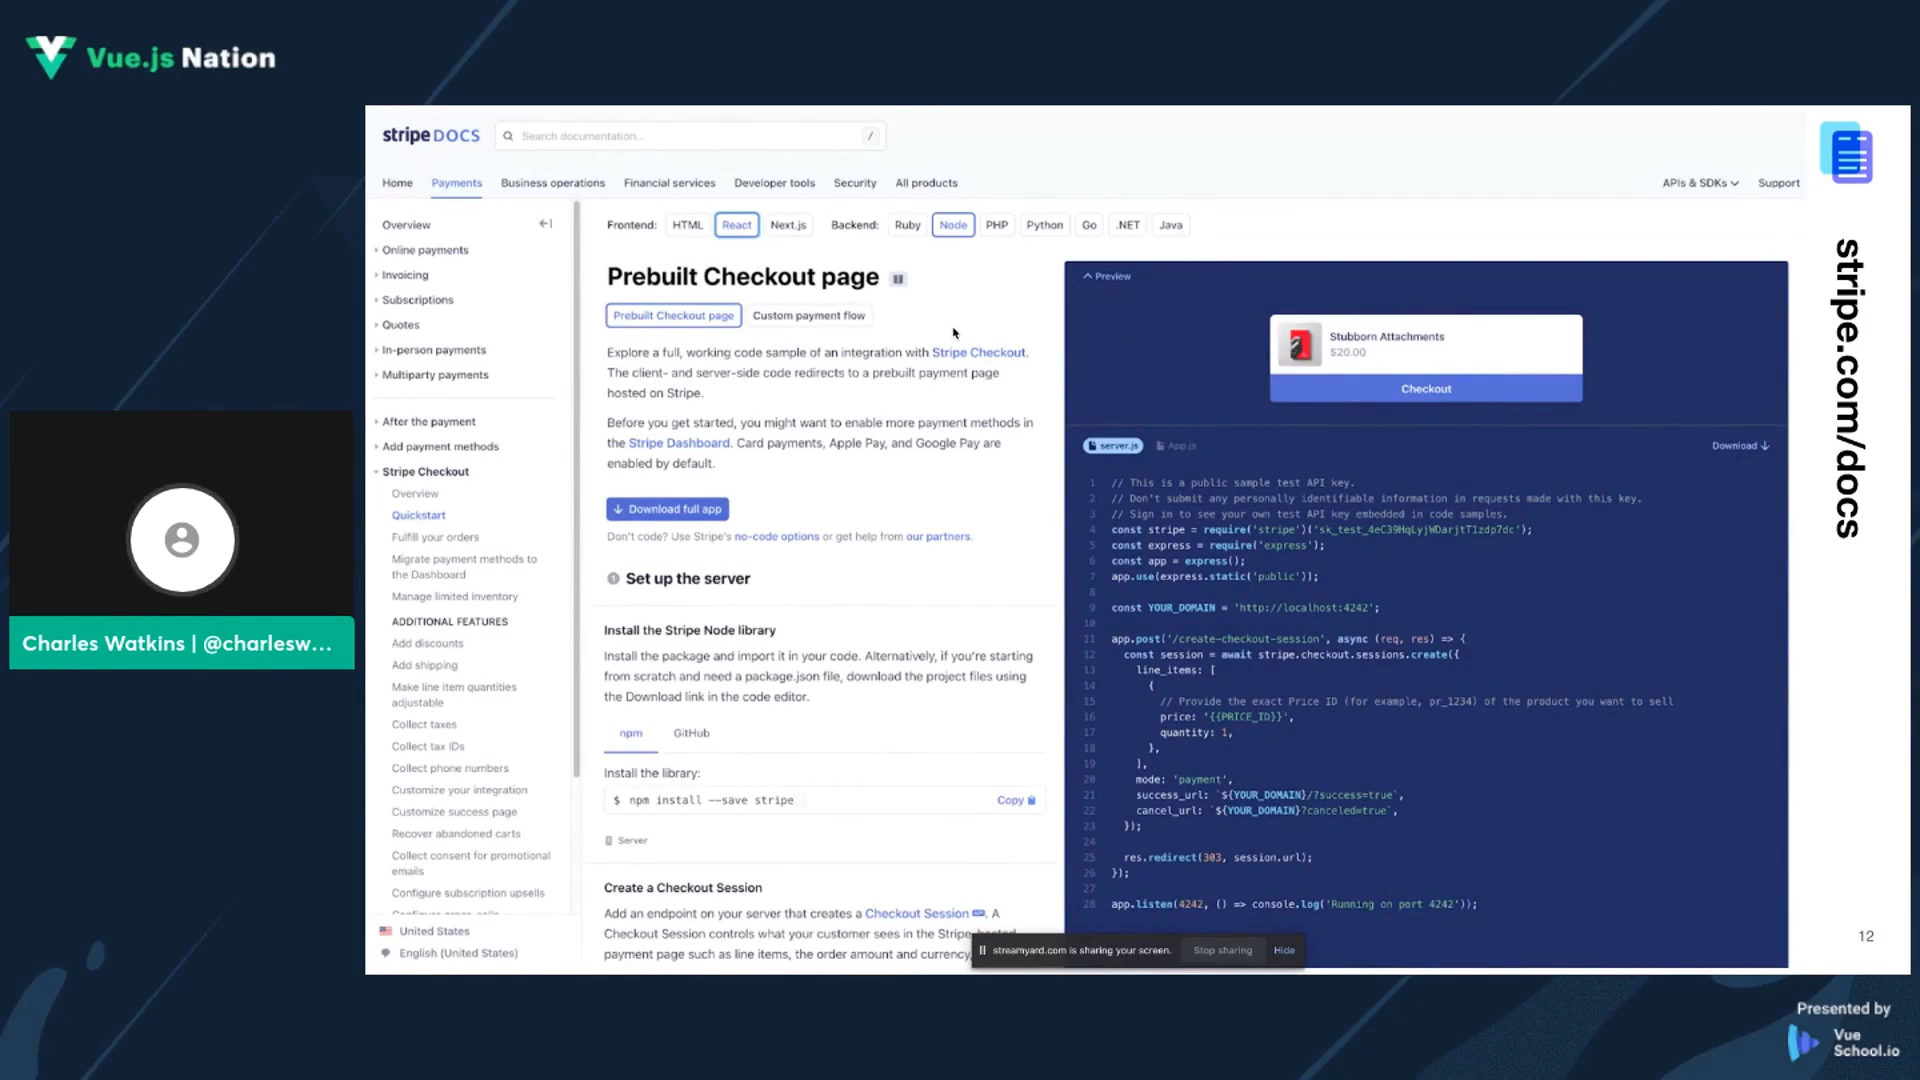 Vue.js Nation
stripe DOCS
Search documentation...
/
Home
Payments
Business operations
Financial services
Developer tools
Security
All products
APIs & SDKs
Support
Overview
Online payments
Invoicing
Subscriptions
Quotes
In-person payments
Multiparty payments
After the payment
Add payment methods
Stripe Checkout
Overview
Quickstart
Fulfill your orders
Migrate payment methods to
the Dashboard
Manage limited inventory
ADDITIONAL FEATURES
Add discounts
Add shipping
Make line item quantities
adjustable
Collect taxes
Collect tax IDs
Collect phone numbers
Customize your integration
Customize success page
Recover abandoned carts
Collect consent for promotional
emails
Configure subscription upsells
United States
English (United States)
Frontend: HTML React Next.js Backend: Ruby Node PHP Python Go .NET Java
Prebuilt Checkout page
Prebuilt Checkout page Custom payment flow
Explore a full, working code sample of an integration with Stripe Checkout.
The client- and server-side code redirects to a prebuilt payment page
hosted on Stripe.
Before you get started, you might want to enable more payment methods in
the Stripe Dashboard. Card payments, Apple Pay, and Google Pay are
enabled by default.
Download full app
Don't code? Use Stripe's no-code options or get help from our partners.
1 Set up the server
Install the Stripe Node library
Install the package and import it in your code. Alternatively, if you're starting
from scratch and need a package.json file, download the project files using
the Download link in the code editor.
npm GitHub
Install the library:
$ npm install --save stripe Copy
Server
Create a Checkout Session
Add an endpoint on your server that creates a Checkout Session. A
Checkout Session controls what your customer sees in the Stripe-hosted
payment page such as line items, the order amount and currency,
Preview
Stubborn Attachments
$20.00
Checkout
server.js App.js Download
1 // This is a public sample test API key.
2 // Don't submit any personally identifiable information in requests made with this key.
3 // Sign in to see your own test API key embedded in code samples.
4 const stripe = require('stripe')('sk_test_4eC39HqLyjWDarjtT1zdp7dc');
5 const express = require('express');
6 const app = express();
7 app.use(express.static('public'));
8
9 const YOUR_DOMAIN = 'http://localhost:4242';
10
11 app.post('/create-checkout-session', async (req, res) => {
12 const session = await stripe.checkout.sessions.create({
13 line_items: [
14 {
15 // Provide the exact Price ID (for example, pr_1234) of the product you want to sell
16 price: '{{PRICE_ID}}',
17 quantity: 1,
18 },
19 ],
20 mode: 'payment',
21 success_url: `${YOUR_DOMAIN}/?success=true`,
22 cancel_url: `${YOUR_DOMAIN}?canceled=true`,
23 });
24
25 res.redirect(303, session.url);
26 });
27
28 app.listen(4242, () => console.log('Running on port 4242'));
streamyard.com is sharing your screen. Stop sharing Hide
stripe.com/docs
12
Charles Watkins | @charlesw...
Presented by
Vue
School.io